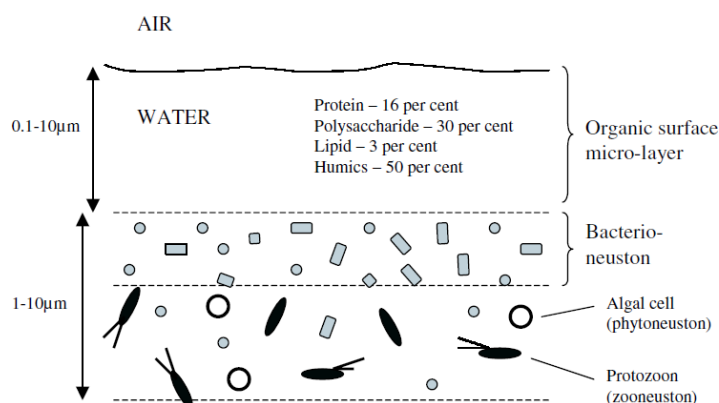 AIR
0.1-10µm
WATER
Protein – 16 per cent
Polysaccharide – 30 per cent
Lipid – 3 per cent
Humics – 50 per cent
Organic surface
micro-layer
Bacterio-
neuston
1-10µm
Algal cell
(phytoneuston)
Protozoon
(zooneuston)